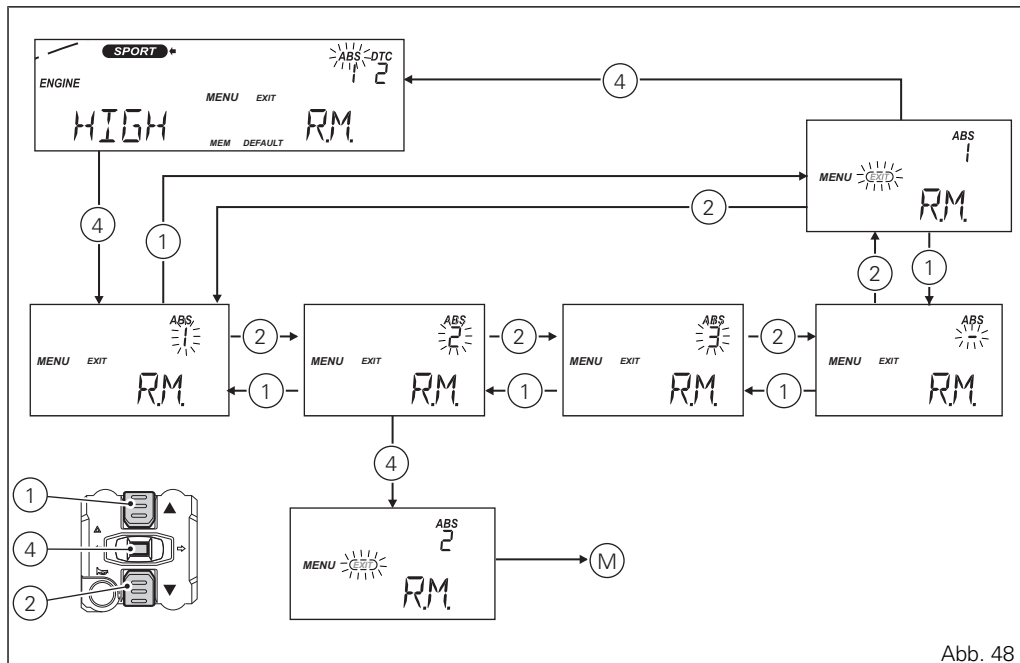 SPORT
ABS DTC
1 2
ENGINE
MENU EXIT
HIGH R.M.
MEM DEFAULT
4
ABS
1
MENU EXIT
R.M.
4
1
2
2
1
ABS
1
MENU EXIT
R.M.
2
1
ABS
2
MENU EXIT
R.M.
2
1
ABS
3
MENU EXIT
R.M.
2
1
ABS
-
MENU EXIT
R.M.
4
1
4
2
ABS
2
MENU EXIT
R.M.
M
Abb. 48